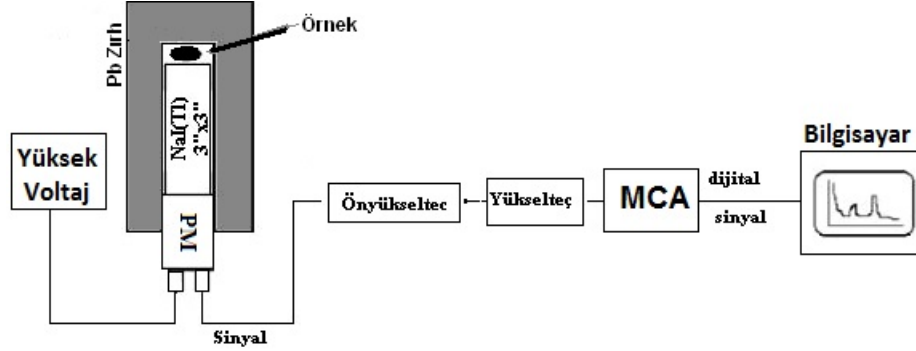 Örnek
Pb Zırh
NaI(Tl)
3"x3"
PM
Yüksek
Voltaj
Sinyal
Önyükseltec
Yükselteç
MCA
dijital
sinyal
Bilgisayar